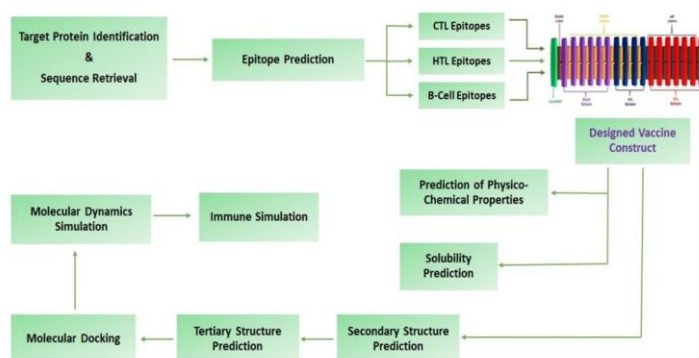 Target Protein Identification
&
Sequence Retrieval
Epitope Prediction
CTL Epitopes
HTL Epitopes
B-Cell Epitopes
Designed Vaccine
Construct
Prediction of Physico-
Chemical Properties
Solubility
Prediction
Molecular Dynamics
Simulation
Immune Simulation
Molecular Docking
Tertiary Structure
Prediction
Secondary Structure
Prediction